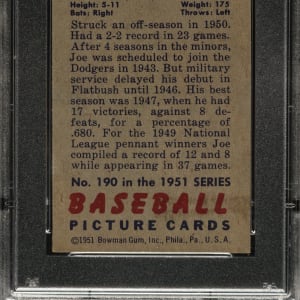 Height: 5-11 Weight: 175
Bats: Right Throws: Left
Struck an off-season in 1950.
Had a 2-2 record in 23 games.
After 4 seasons in the minors,
Joe was scheduled to join the
Dodgers in 1943. But military
service delayed his debut in
Flatbush until 1946. His best
season was 1947, when he had
17 victories, against 8 de-
feats, for a percentage of
.680. For the 1949 National
League pennant winners Joe
compiled a record of 12 and 8
while appearing in 37 games.
No. 190 in the 1951 SERIES
BASEBALL
PICTURE CARDS
©1951 Bowman Gum, Inc., Phila., Pa., U. S. A.